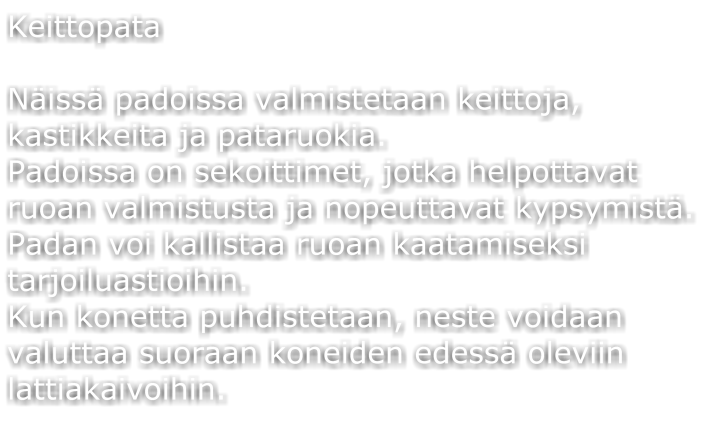 Keittopata
Näissä padoissa valmistetaan keittoja,
kastikkeita ja pataruokia.
Padoissa on sekoittimet, jotka helpottavat
ruoan valmistusta ja nopeuttavat kypsymistä.
Padan voi kallistaa ruoan kaatamiseksi
tarjoiluastioihin.
Kun konetta puhdistetaan, neste voidaan
valuttaa suoraan koneiden edessä oleviin
lattiakaivoihin.